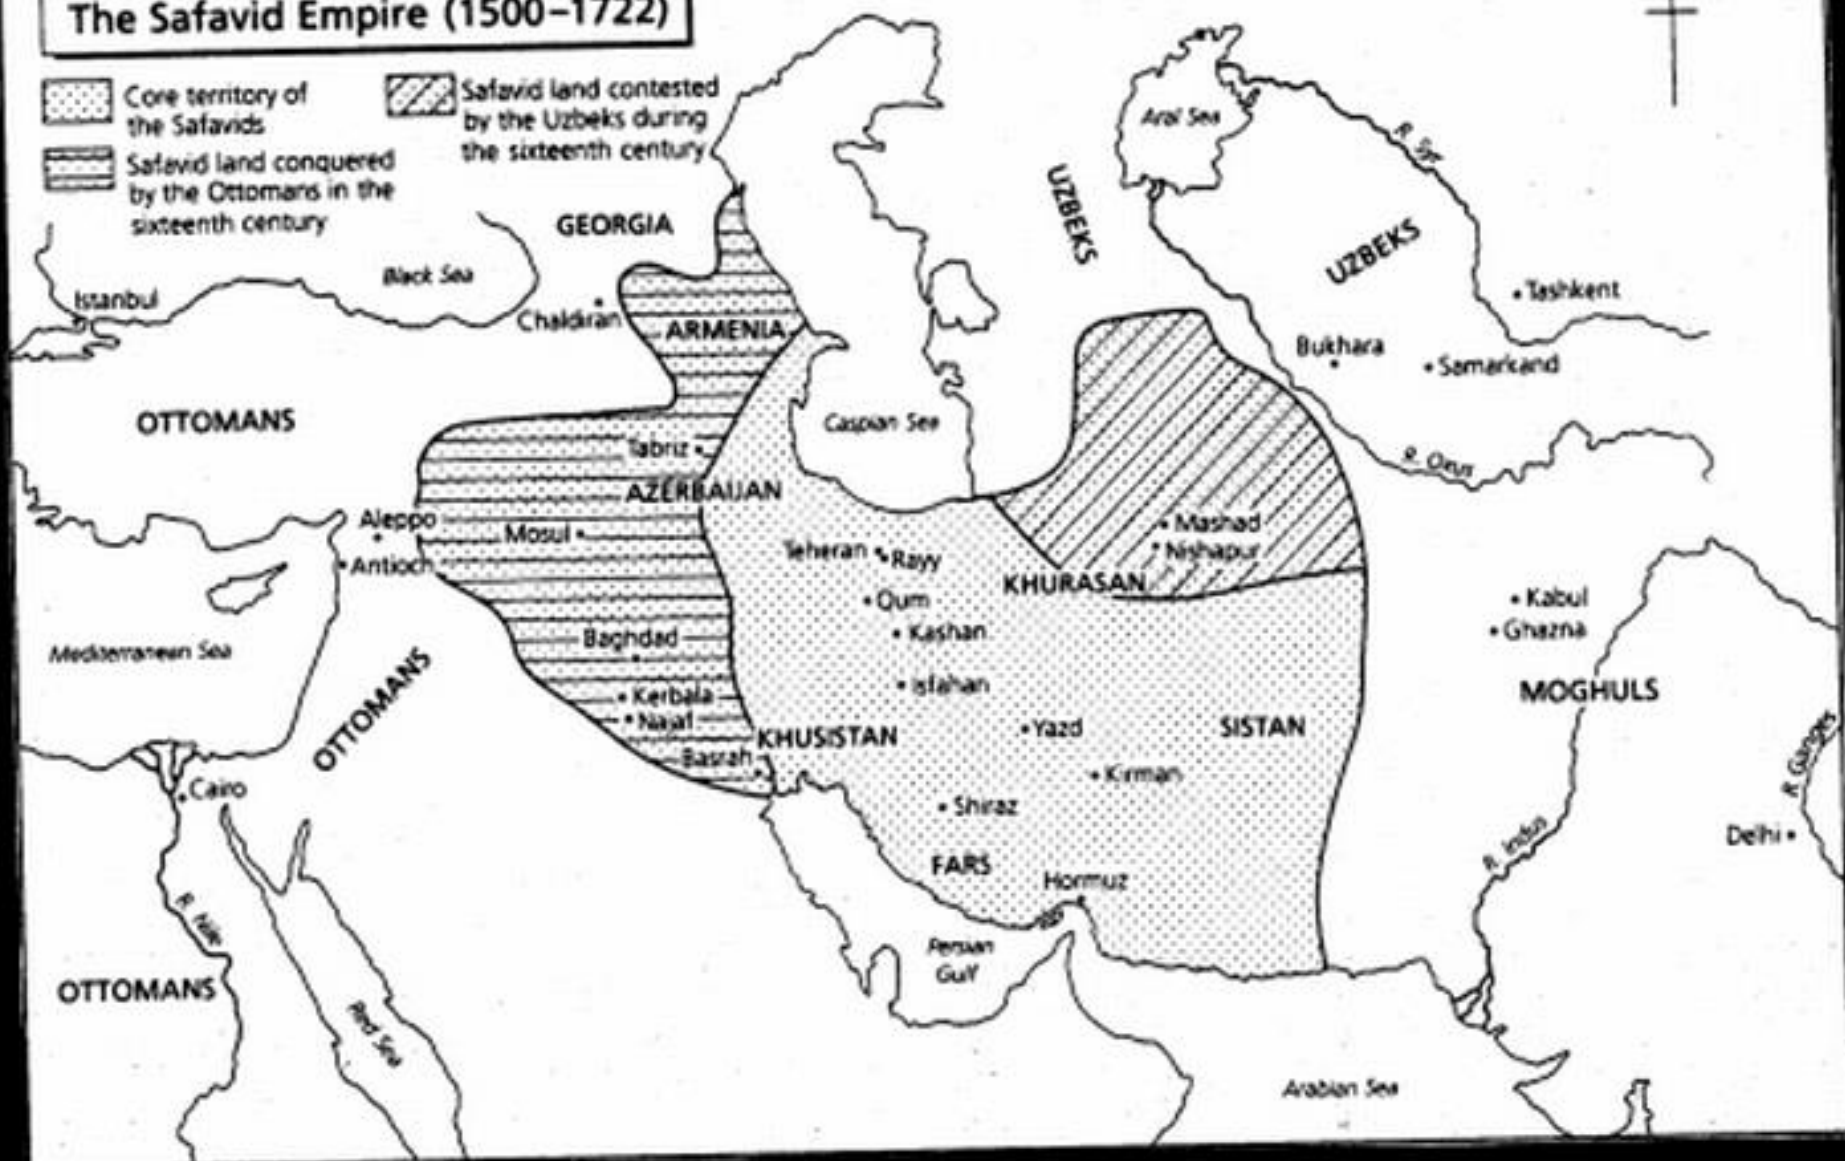 The Safavid Empire (1500–1722)
Core territory of
the Safavids
Safavid land conquered
by the Ottomans in the
sixteenth century
Safavid land contested
by the Uzbeks during
the sixteenth century
Aral Sea
R. Syr
UZBEKS
UZBEKS
GEORGIA
Black Sea
Istanbul
Chaldiran
ARMENIA
Tashkent
Bukhara
Samarkand
OTTOMANS
Caspian Sea
Tabriz
R. Oxus
AZERBAIJAN
Aleppo
Mosul
Antioch
Mashad
Nishapur
Teheran
Rayy
KHURASAN
Qum
Kashan
Kabul
Ghazna
Mediterranean Sea
Baghdad
OTTOMANS
Kerbala
Najaf
Isfahan
MOGHULS
KHUSISTAN
Yazd
SISTAN
Basrah
Kirman
R Ganges
Cairo
Shiraz
Delhi
R. Indus
FARS
Hormuz
R. Nile
Persian
Gulf
OTTOMANS
Red Sea
Arabian Sea